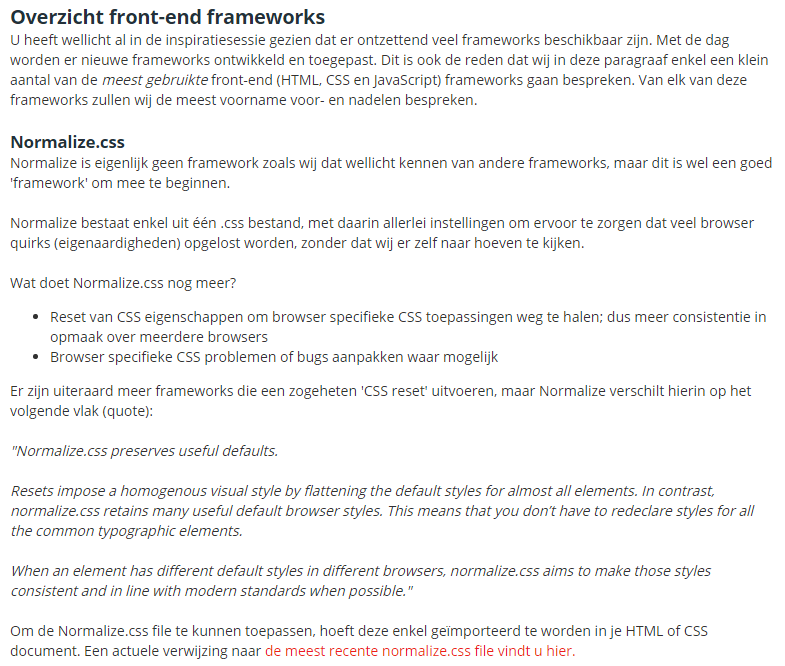 Overzicht front-end frameworks
U heeft wellicht al in de inspiratiesessie gezien dat er ontzettend veel frameworks beschikbaar zijn. Met de dag
worden er nieuwe frameworks ontwikkeld en toegepast. Dit is ook de reden dat wij in deze paragraaf enkel een klein
aantal van de meest gebruikte front-end (HTML, CSS en JavaScript) frameworks gaan bespreken. Van elk van deze
frameworks zullen wij de meest voorname voor- en nadelen bespreken.
Normalize.css
Normalize is eigenlijk geen framework zoals wij dat wellicht kennen van andere frameworks, maar dit is wel een goed
'framework' om mee te beginnen.
Normalize bestaat enkel uit één .css bestand, met daarin allerlei instellingen om ervoor te zorgen dat veel browser
quirks (eigenaardigheden) opgelost worden, zonder dat wij er zelf naar hoeven te kijken.
Wat doet Normalize.css nog meer?
• Reset van CSS eigenschappen om browser specifieke CSS toepassingen weg te halen; dus meer consistentie in
opmaak over meerdere browsers
• Browser specifieke CSS problemen of bugs aanpakken waar mogelijk
Er zijn uiteraard meer frameworks die een zogeheten 'CSS reset' uitvoeren, maar Normalize verschilt hierin op het
volgende vlak (quote):
"Normalize.css preserves useful defaults.
Resets impose a homogenous visual style by flattening the default styles for almost all elements. In contrast,
normalize.css retains many useful default browser styles. This means that you don’t have to redeclare styles for all
the common typographic elements.
When an element has different default styles in different browsers, normalize.css aims to make those styles
consistent and in line with modern standards when possible."
Om de Normalize.css file te kunnen toepassen, hoeft deze enkel geïmporteerd te worden in je HTML of CSS
document. Een actuele verwijzing naar de meest recente normalize.css file vindt u hier.